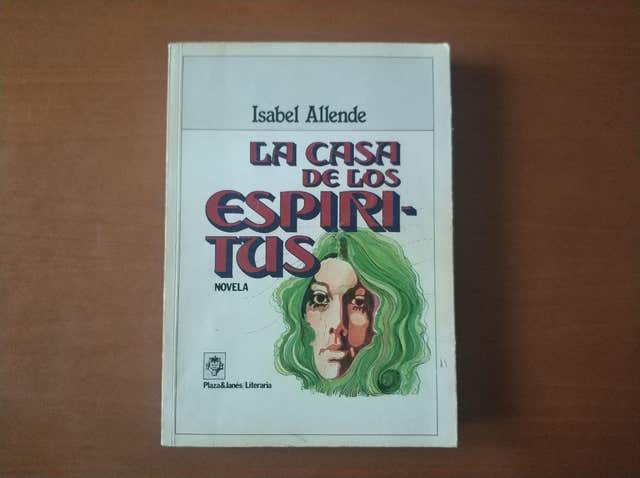 Isabel Allende
LA CASA
DE LOS
ESPIRI-
TUS
NOVELA
Plaza&Janés/Literaria